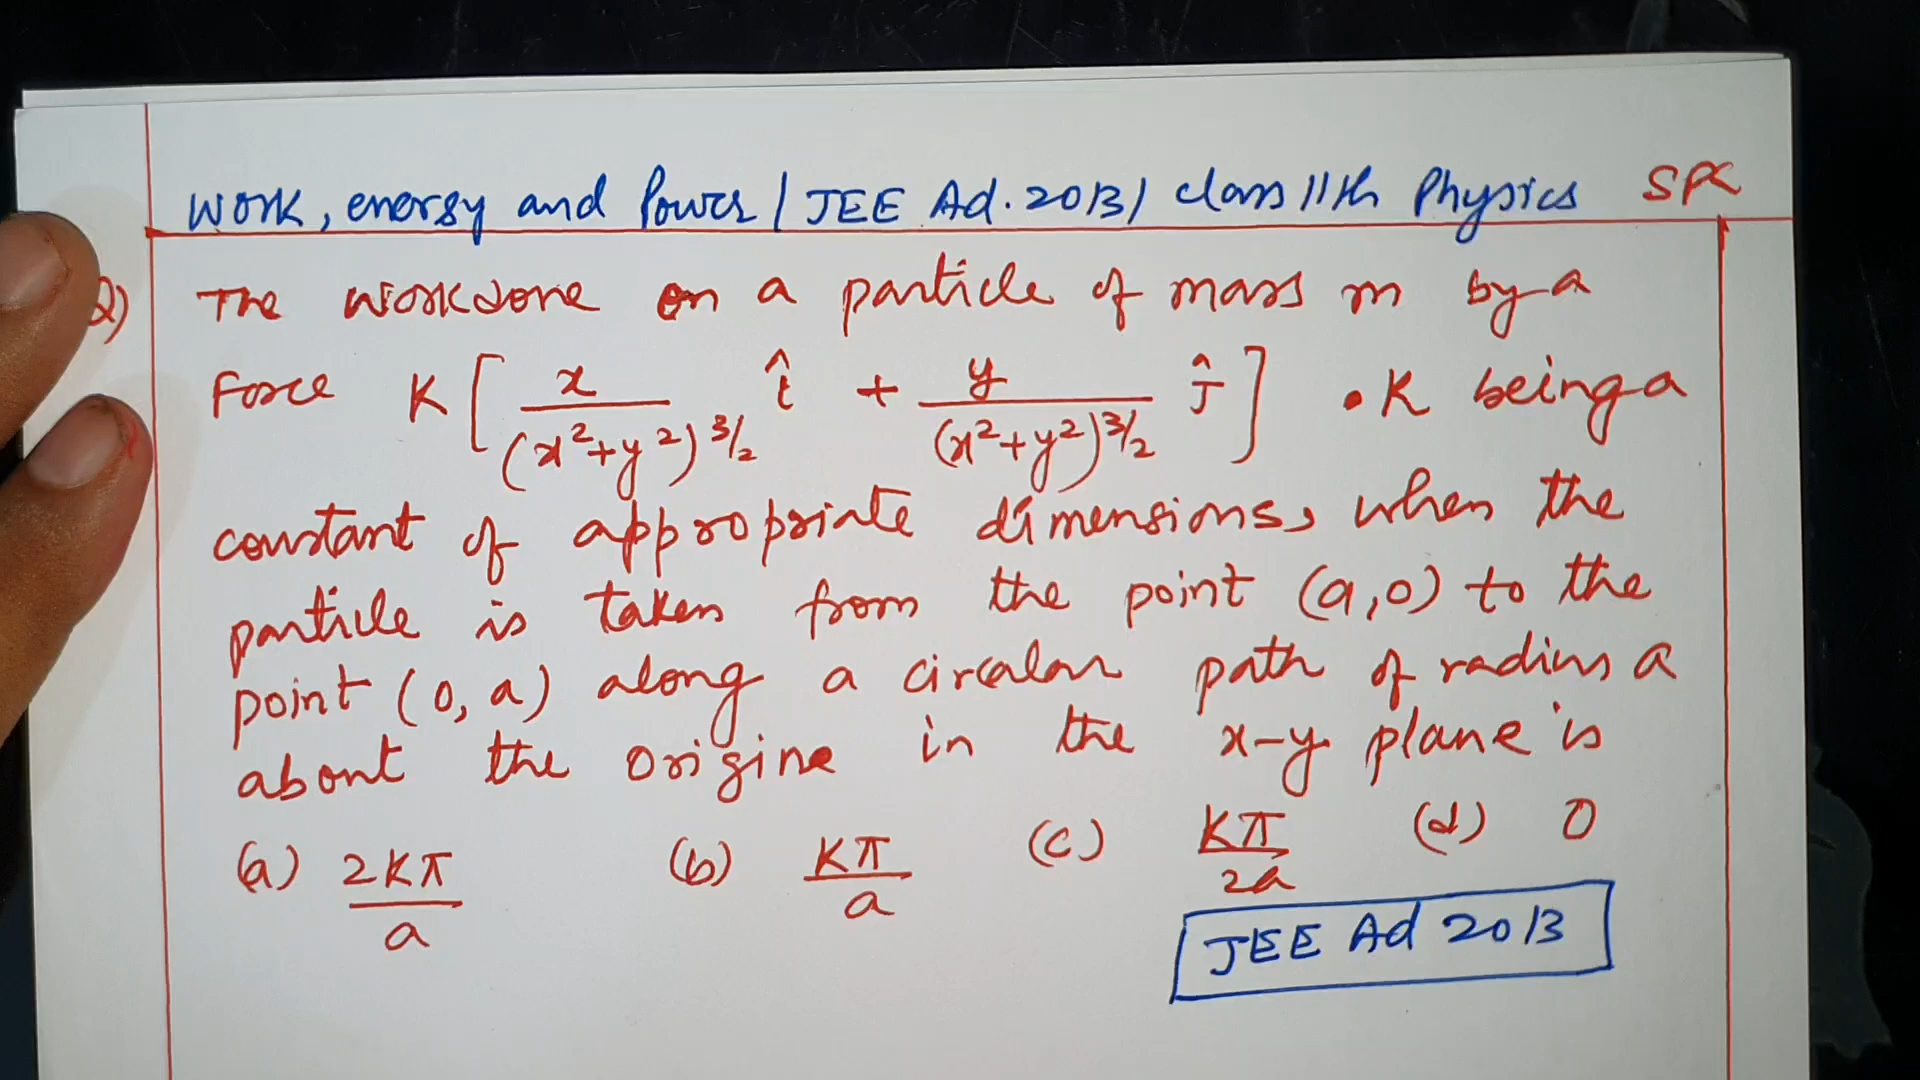 Work, energy and Power / JEE Ad. 2013 / class 11th Physics SPC
Q) The workdone on a particle of mass m by a
Force K [ x/(x²+y²)^3/2 î + y/(x²+y²)^3/2 ĵ ] . K being a
constant of appropriate dimensions, when the
particle is taken from the point (a,0) to the
point (0,a) along a circular path of radius a
about the origine in the x-y plane is
(a) 2Kπ/a (b) Kπ/a (c) Kπ/2a (d) 0
JEE Ad 2013